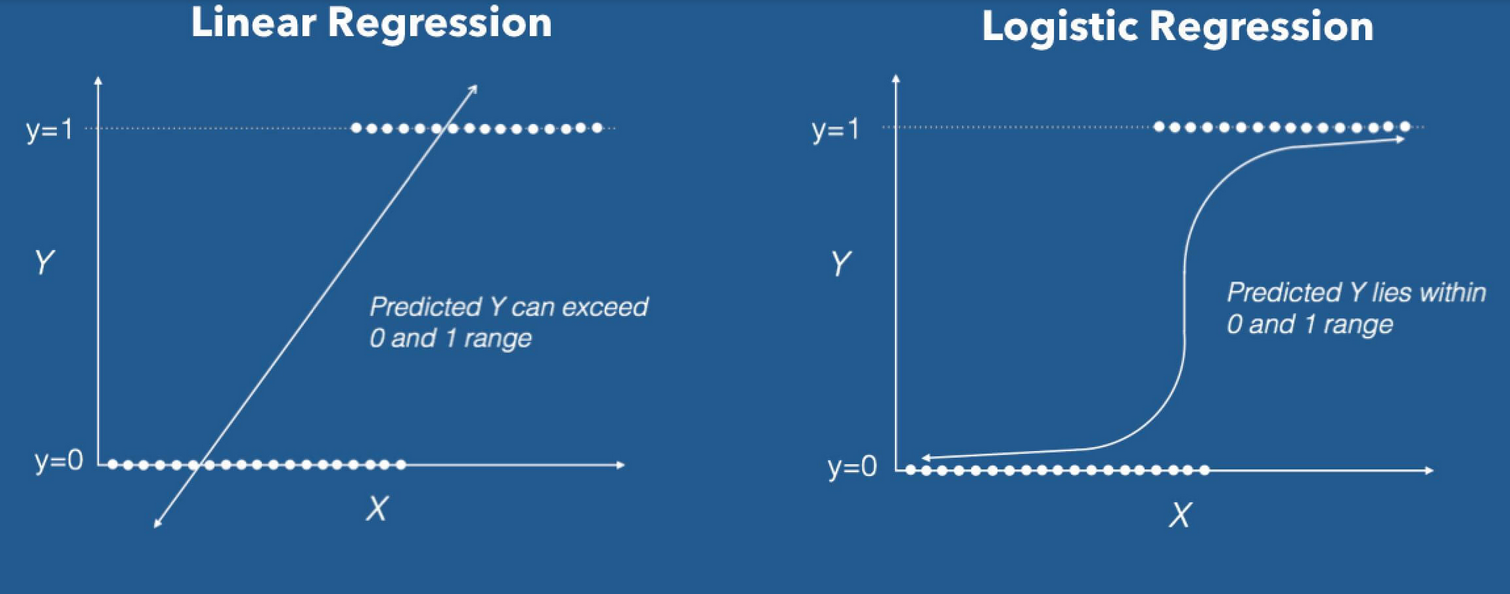 Linear Regression
y=1
Y
Predicted Y can exceed
0 and 1 range
y=0
X
Logistic Regression
y=1
Y
Predicted Y lies within
0 and 1 range
y=0
X